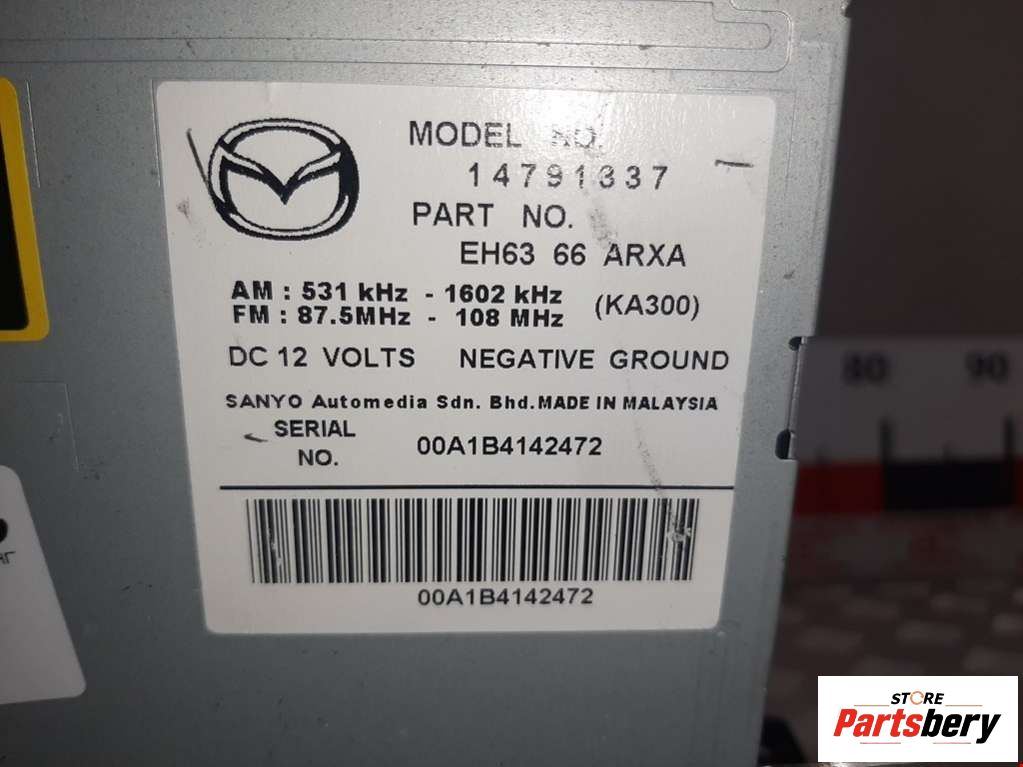 MODEL NO.
14791337
PART NO.
EH63 66 ARXA
AM : 531 kHz - 1602 kHz
(KA300)
FM : 87.5MHz - 108 MHz
DC 12 VOLTS NEGATIVE GROUND
SANYO Automedia Sdn. Bhd. MADE IN MALAYSIA
SERIAL
NO.
00A1B4142472
00A1B4142472
80 90
STORE
Partsbery